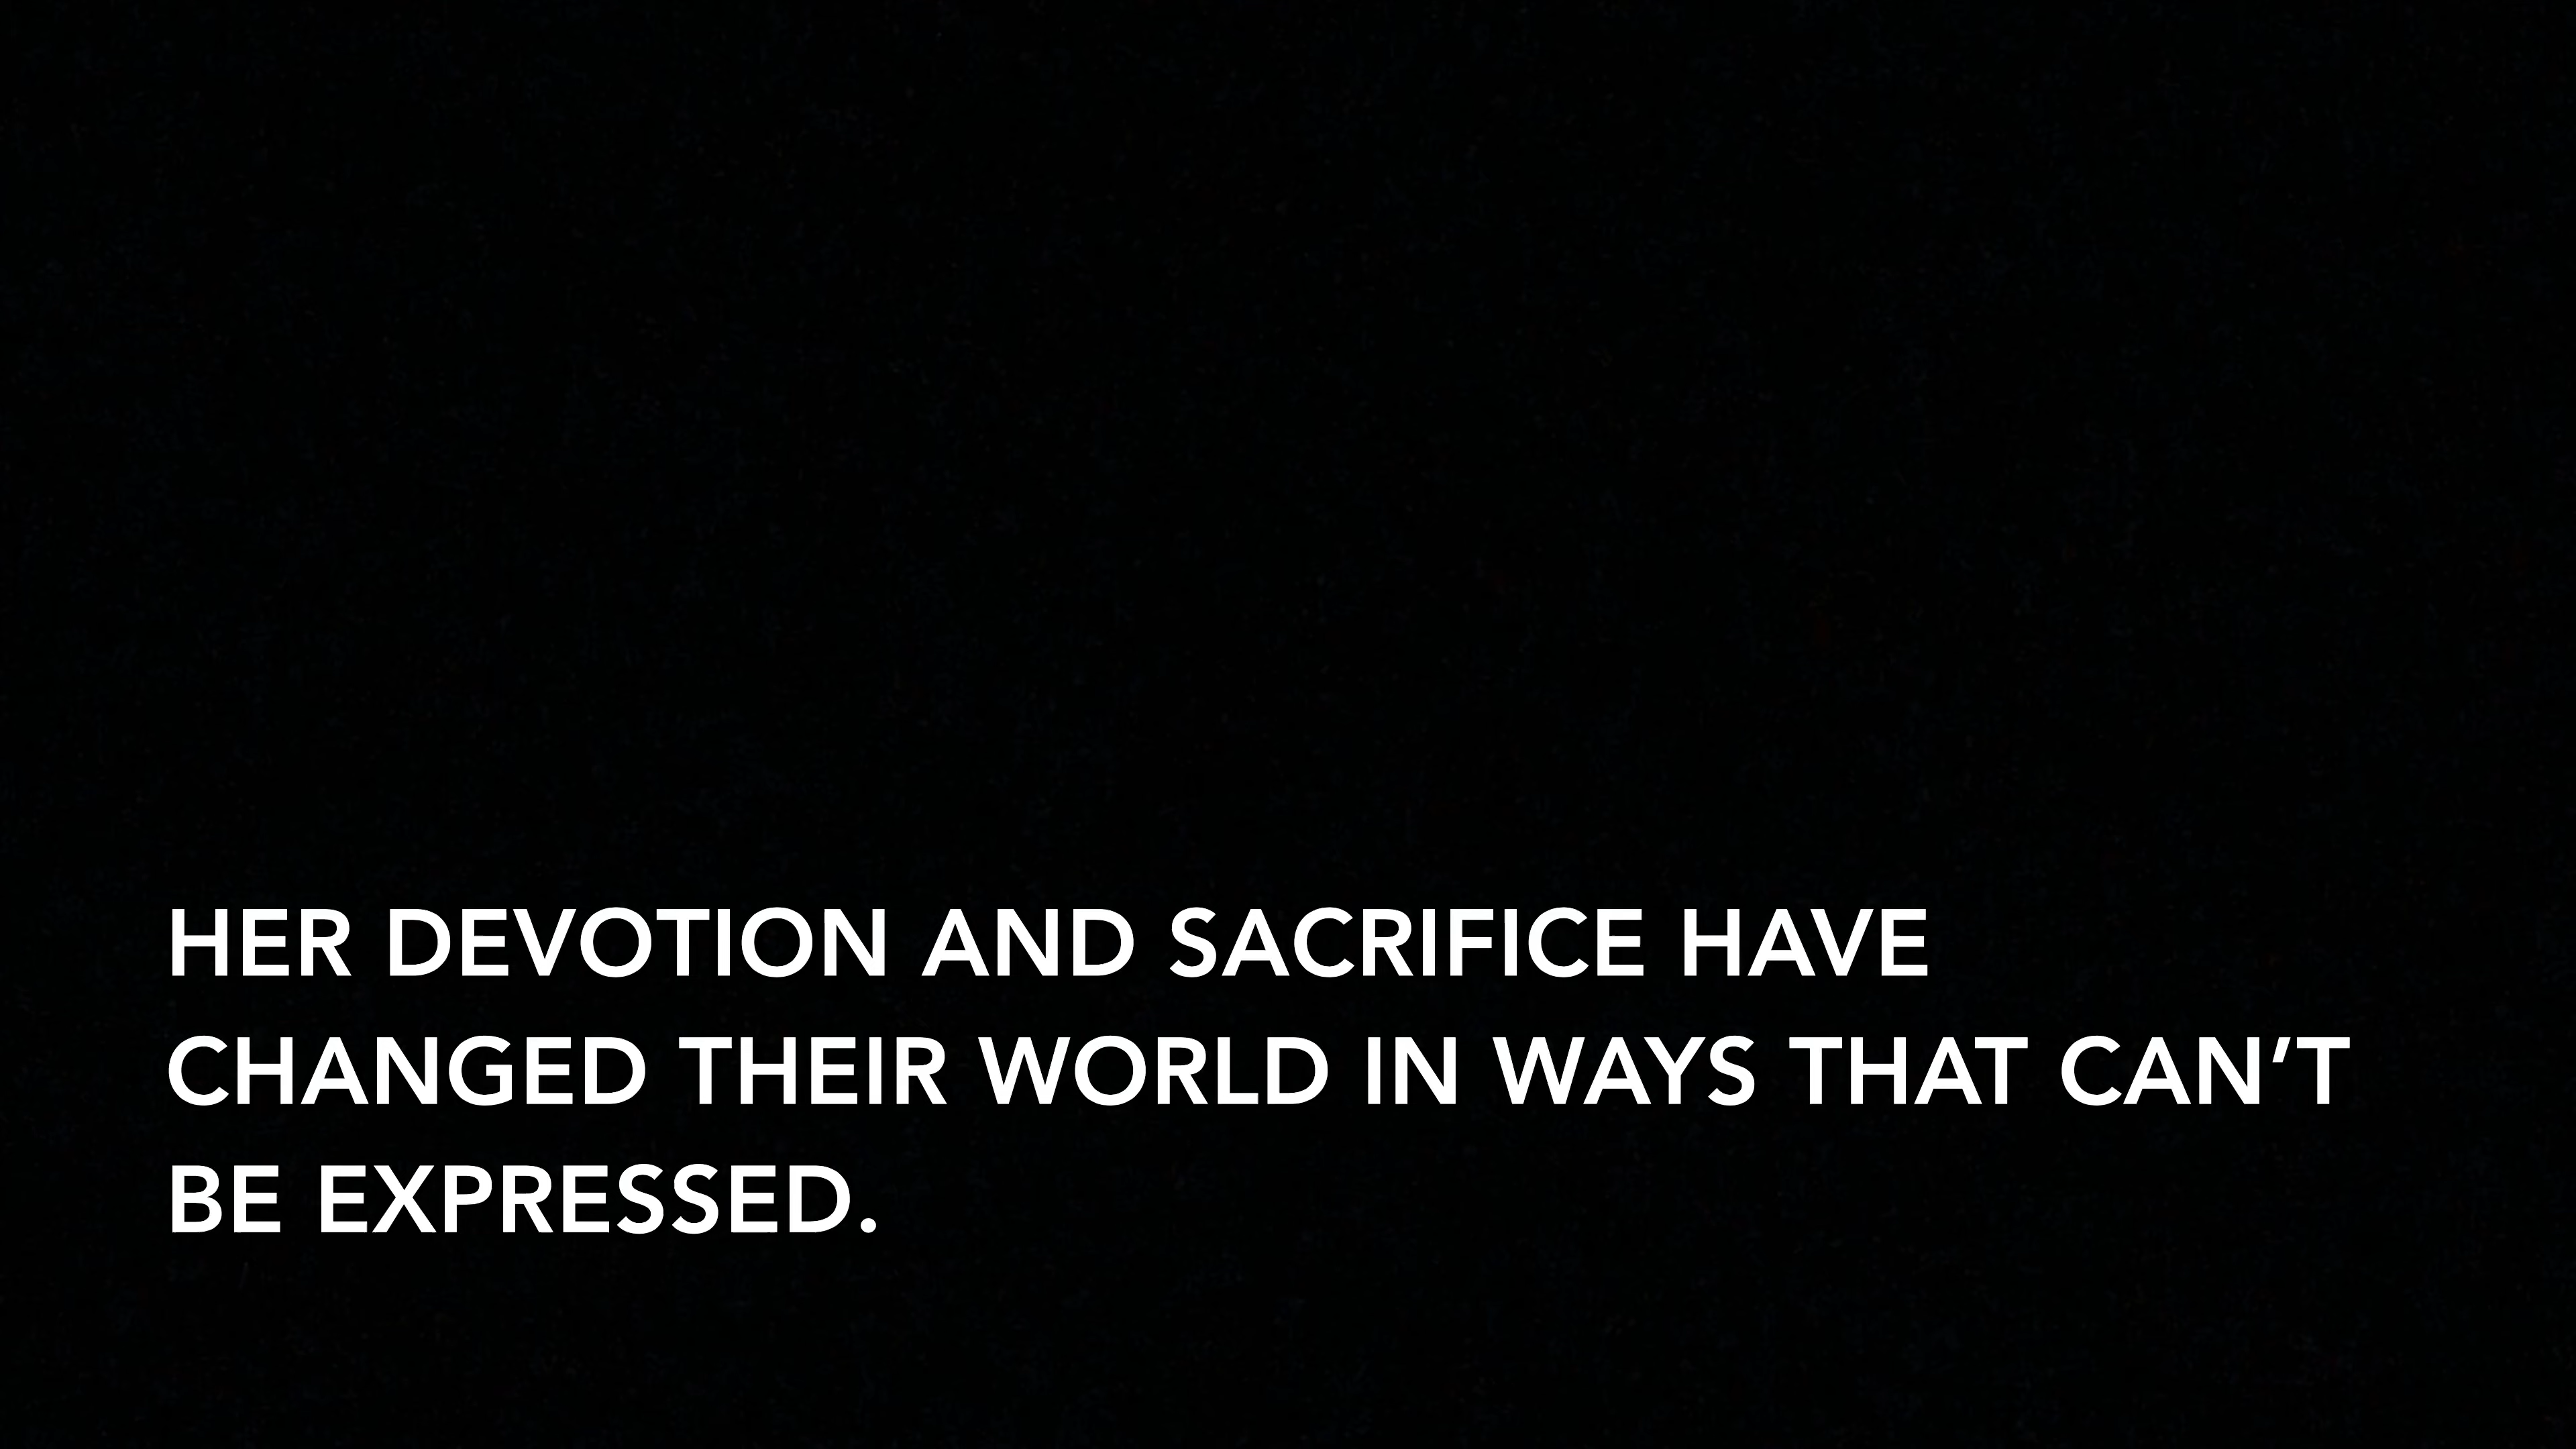 HER DEVOTION AND SACRIFICE HAVE
CHANGED THEIR WORLD IN WAYS THAT CAN’T
BE EXPRESSED.